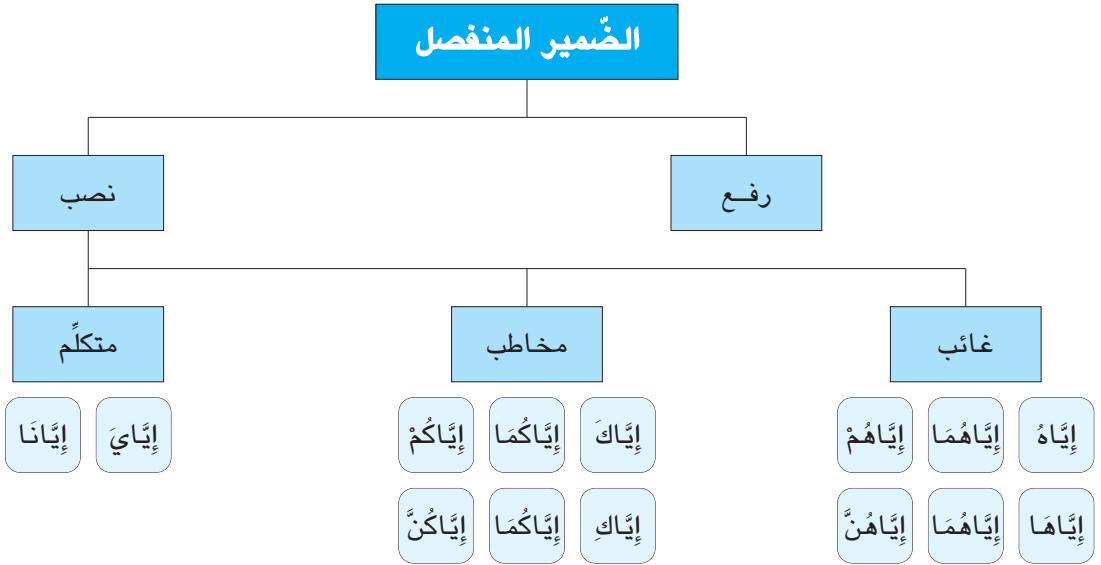 الضّمير المنفصل
رفـع نصب
غائب مخاطب متكلِّم
إِيَّاهُ إِيَّاهُمَا إِيَّاهُمْ إِيَّاكَ إِيَّاكُمَا إِيَّاكُمْ إِيَّايَ إِيَّانَا
إِيَّاهَا إِيَّاهُمَا إِيَّاهُنَّ إِيَّاكِ إِيَّاكُمَا إِيَّاكُنَّ